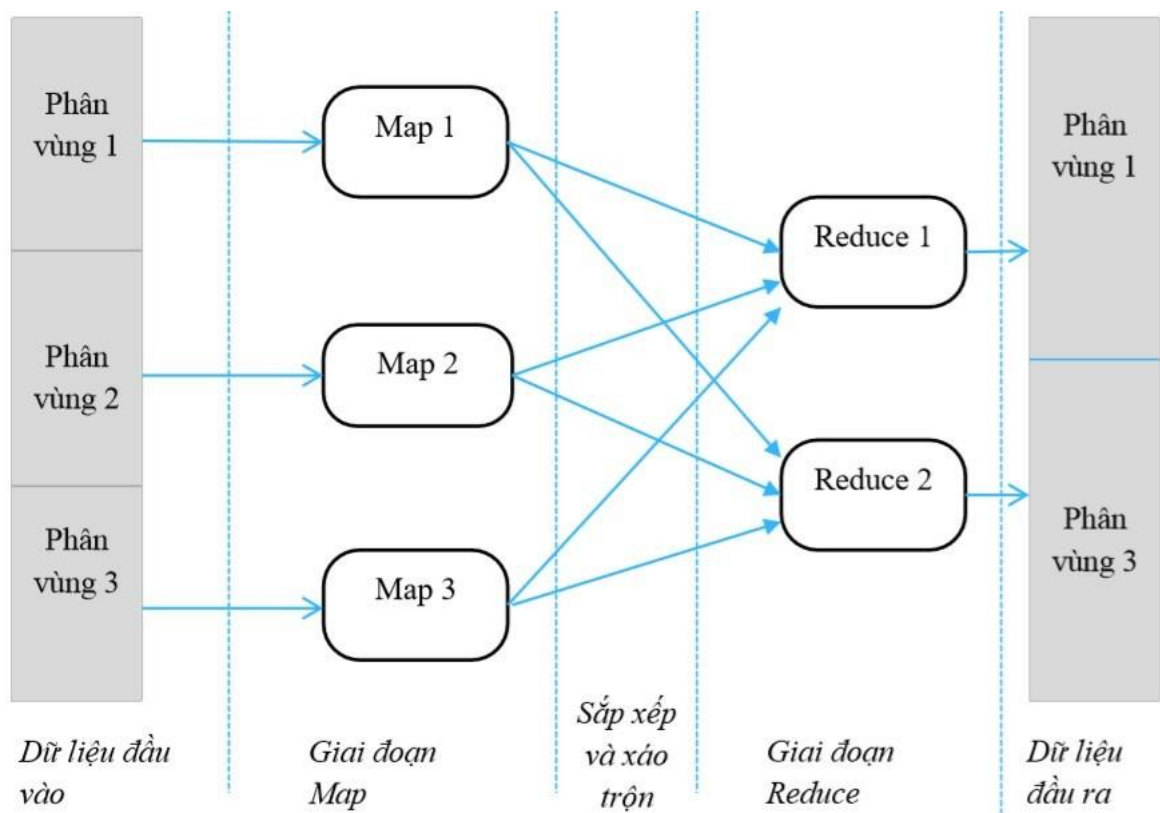 Phân
vùng 1
Phân
vùng 2
Phân
vùng 3
Map 1
Map 2
Map 3
Reduce 1
Reduce 2
Phân
vùng 1
Phân
vùng 3
Dữ liệu đầu
vào
Giai đoạn
Map
Sắp xếp
và xáo
trộn
Giai đoạn
Reduce
Dữ liệu
đầu ra